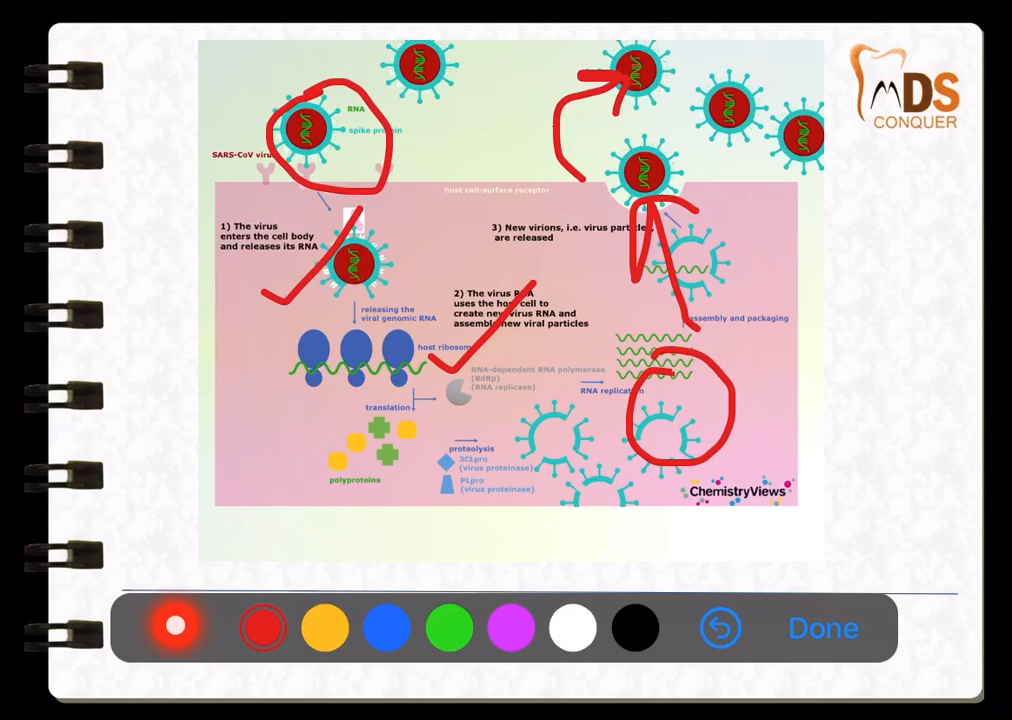 MDS
CONQUER
RNA
spike protein
SARS-CoV virus
host cell-surface receptor
1) The virus
enters the cell body
and releases its RNA
3) New virions, i.e. virus particles,
are released
releasing the
viral genomic RNA
2) The virus RNA
uses the host cell to
create new virus RNA and
assemble new viral particles
assembly and packaging
host ribosome
RNA-dependent RNA polymerase
(RdRp)
(RNA replicase)
RNA replication
translation
proteolysis
3CLpro
(virus proteinase)
PLpro
(virus proteinase)
polyproteins
ChemistryViews
Done